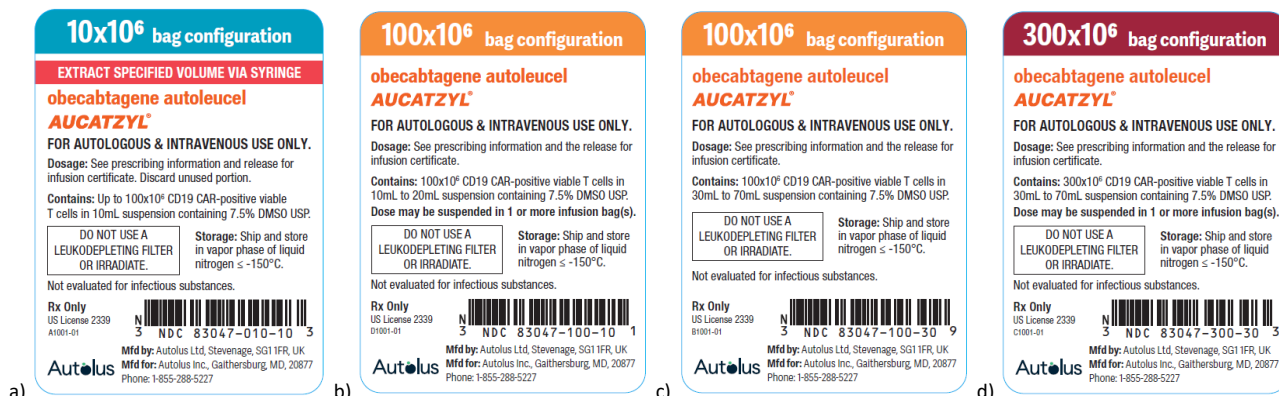 10x10⁶ bag configuration
EXTRACT SPECIFIED VOLUME VIA SYRINGE
obecabtagene autoleucel
AUCATZYL®
FOR AUTOLOGOUS & INTRAVENOUS USE ONLY.
Dosage: See prescribing information and release for
infusion certificate. Discard unused portion.
Contains: Up to 100x10⁶ CD19 CAR-positive viable
T cells in 10mL suspension containing 7.5% DMSO USP.
DO NOT USE A
LEUKODEPLETING FILTER
OR IRRADIATE.
Storage: Ship and store
in vapor phase of liquid
nitrogen ≤ -150°C.
Not evaluated for infectious substances.
Rx Only
US License 2339
A1001-01
N
3 NDC 83047-010-10 3
Autolus
Mfd by: Autolus Ltd, Stevenage, SG1 1FR, UK
Mfd for: Autolus Inc., Gaithersburg, MD, 20877
Phone: 1-855-288-5227
a)
100x10⁶ bag configuration
obecabtagene autoleucel
AUCATZYL®
FOR AUTOLOGOUS & INTRAVENOUS USE ONLY.
Dosage: See prescribing information and the release for
infusion certificate.
Contains: 100x10⁶ CD19 CAR-positive viable T cells in
10mL to 20mL suspension containing 7.5% DMSO USP.
Dose may be suspended in 1 or more infusion bag(s).
DO NOT USE A
LEUKODEPLETING FILTER
OR IRRADIATE.
Storage: Ship and store
in vapor phase of liquid
nitrogen ≤ -150°C.
Not evaluated for infectious substances.
Rx Only
US License 2339
D1001-01
N
3 NDC 83047-100-10 1
Autolus
Mfd by: Autolus Ltd, Stevenage, SG1 1FR, UK
Mfd for: Autolus Inc., Gaithersburg, MD, 20877
Phone: 1-855-288-5227
b)
100x10⁶ bag configuration
obecabtagene autoleucel
AUCATZYL®
FOR AUTOLOGOUS & INTRAVENOUS USE ONLY.
Dosage: See prescribing information and the release for
infusion certificate.
Contains: 100x10⁶ CD19 CAR-positive viable T cells in
30mL to 70mL suspension containing 7.5% DMSO USP.
DO NOT USE A
LEUKODEPLETING FILTER
OR IRRADIATE.
Storage: Ship and store
in vapor phase of liquid
nitrogen ≤ -150°C.
Not evaluated for infectious substances.
Rx Only
US License 2339
B1001-01
N
3 NDC 83047-100-30 9
Autolus
Mfd by: Autolus Ltd, Stevenage, SG1 1FR, UK
Mfd for: Autolus Inc., Gaithersburg, MD, 20877
Phone: 1-855-288-5227
c)
300x10⁶ bag configuration
obecabtagene autoleucel
AUCATZYL®
FOR AUTOLOGOUS & INTRAVENOUS USE ONLY.
Dosage: See prescribing information and the release for
infusion certificate.
Contains: 300x10⁶ CD19 CAR-positive viable T cells in
30mL to 70mL suspension containing 7.5% DMSO USP.
Dose may be suspended in 1 or more infusion bag(s).
DO NOT USE A
LEUKODEPLETING FILTER
OR IRRADIATE.
Storage: Ship and store
in vapor phase of liquid
nitrogen ≤ -150°C.
Not evaluated for infectious substances.
Rx Only
US License 2339
C1001-01
N
3 NDC 83047-300-30 3
Autolus
Mfd by: Autolus Ltd, Stevenage, SG1 1FR, UK
Mfd for: Autolus Inc., Gaithersburg, MD, 20877
Phone: 1-855-288-5227
d)